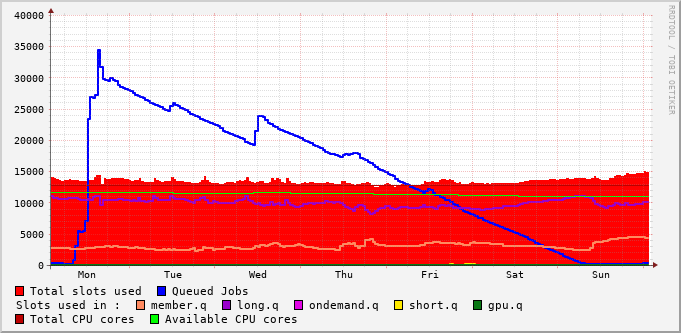 40000
35000
30000
25000
20000
15000
10000
5000
0
Mon Tue Wed Thu Fri Sat Sun
RRDTOOL / TOBI OETIKER
Total slots used Queued Jobs
Slots used in : member.q long.q ondemand.q short.q gpu.q
Total CPU cores Available CPU cores